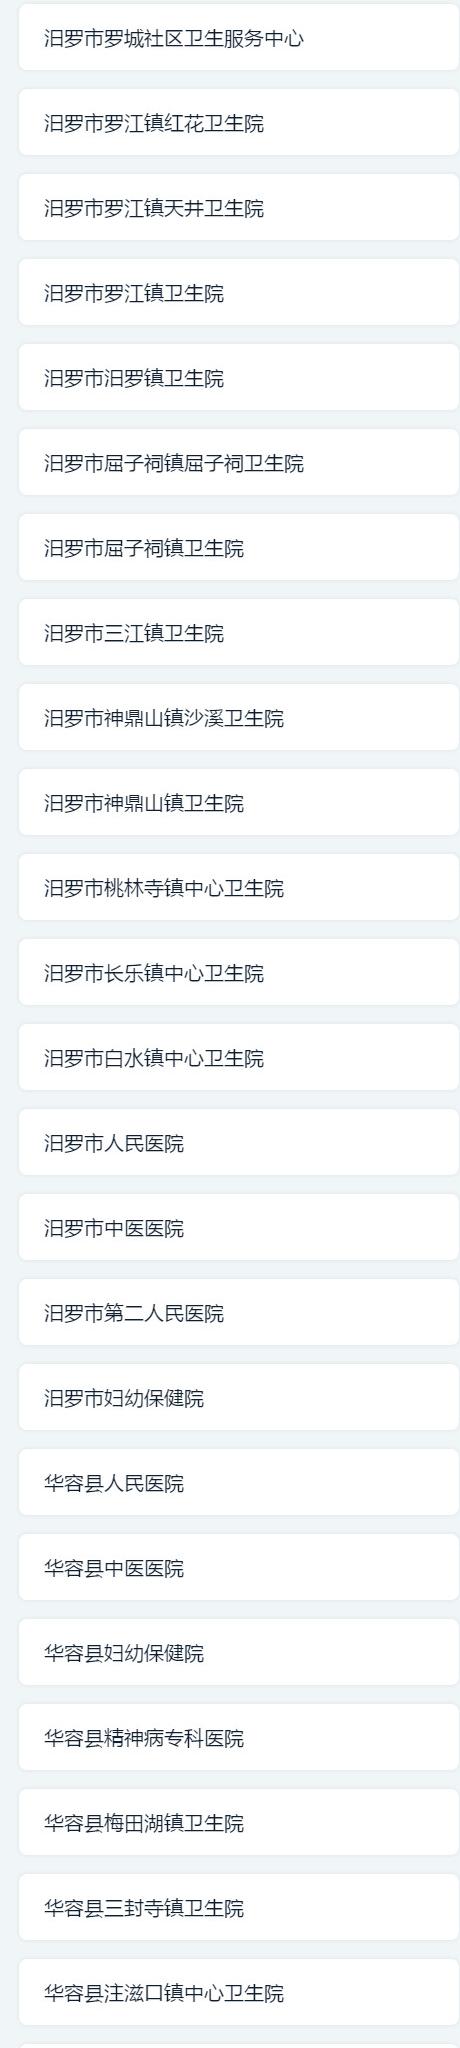 汨罗市罗城社区卫生服务中心
汨罗市罗江镇红花卫生院
汨罗市罗江镇天井卫生院
汨罗市罗江镇卫生院
汨罗市汨罗镇卫生院
汨罗市屈子祠镇屈子祠卫生院
汨罗市屈子祠镇卫生院
汨罗市三江镇卫生院
汨罗市神鼎山镇沙溪卫生院
汨罗市神鼎山镇卫生院
汨罗市桃林寺镇中心卫生院
汨罗市长乐镇中心卫生院
汨罗市白水镇中心卫生院
汨罗市人民医院
汨罗市中医医院
汨罗市第二人民医院
汨罗市妇幼保健院
华容县人民医院
华容县中医医院
华容县妇幼保健院
华容县精神病专科医院
华容县梅田湖镇卫生院
华容县三封寺镇卫生院
华容县注滋口镇中心卫生院